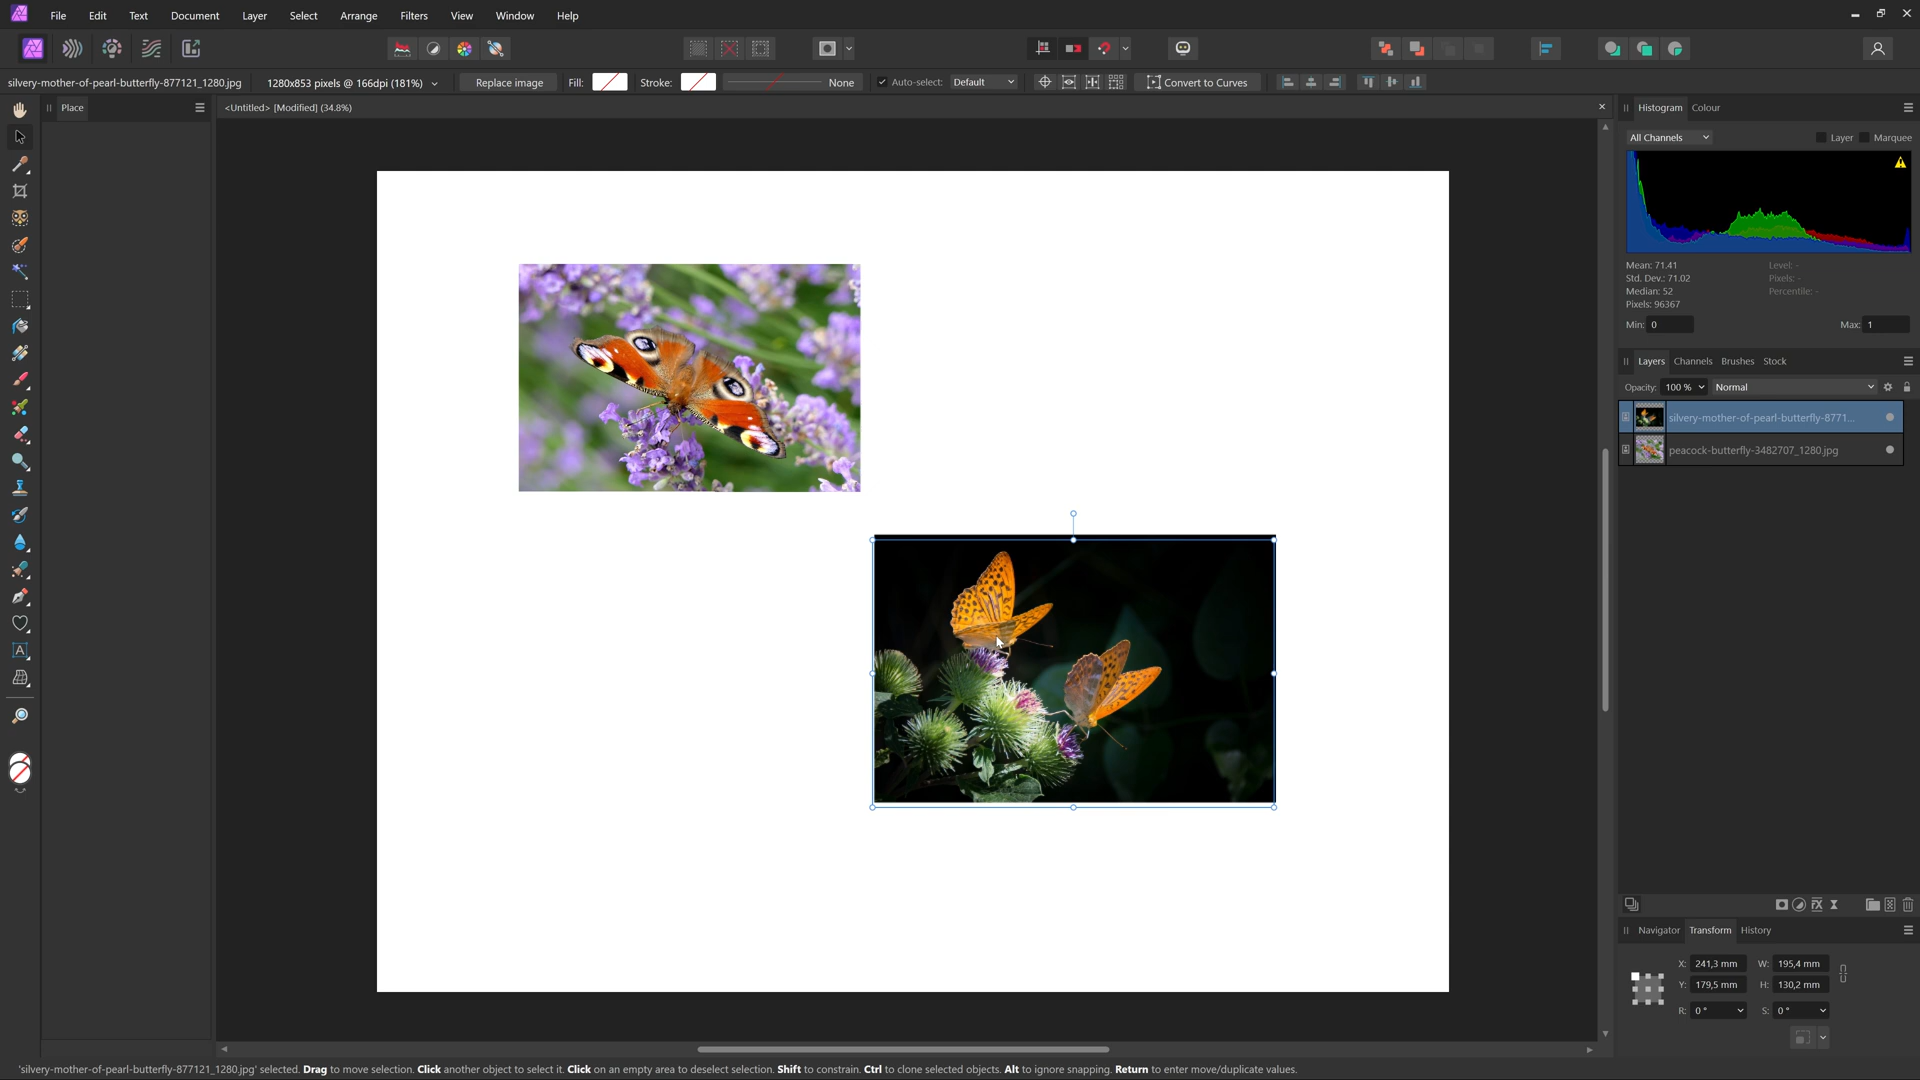 File Edit Text Document Layer Select Arrange Filters View Window Help
silvery-mother-of-pearl-butterfly-877121_1280.jpg 1280x853 pixels @ 166dpi (181%) Replace image Fill: Stroke: None Auto-select: Default Convert to Curves
Place
<Untitled> [Modified] (34.8%)
Histogram Colour
All Channels Layer Marquee
Mean: 71.41 Level: -
Std. Dev.: 71.02 Pixels: -
Median: 52 Percentile: -
Pixels: 96367
Min: 0 Max: 1
Layers Channels Brushes Stock
Opacity: 100 % Normal
silvery-mother-of-pearl-butterfly-8771...
peacock-butterfly-3482707_1280.jpg
Navigator Transform History
X: 241,3 mm W: 195,4 mm
Y: 179,5 mm H: 130,2 mm
R: 0 ° S: 0 °
'silvery-mother-of-pearl-butterfly-877121_1280.jpg' selected. Drag to move selection. Click another object to select it. Click on an empty area to deselect selection. Shift to constrain. Ctrl to clone selected objects. Alt to ignore snapping. Return to enter move/duplicate values.